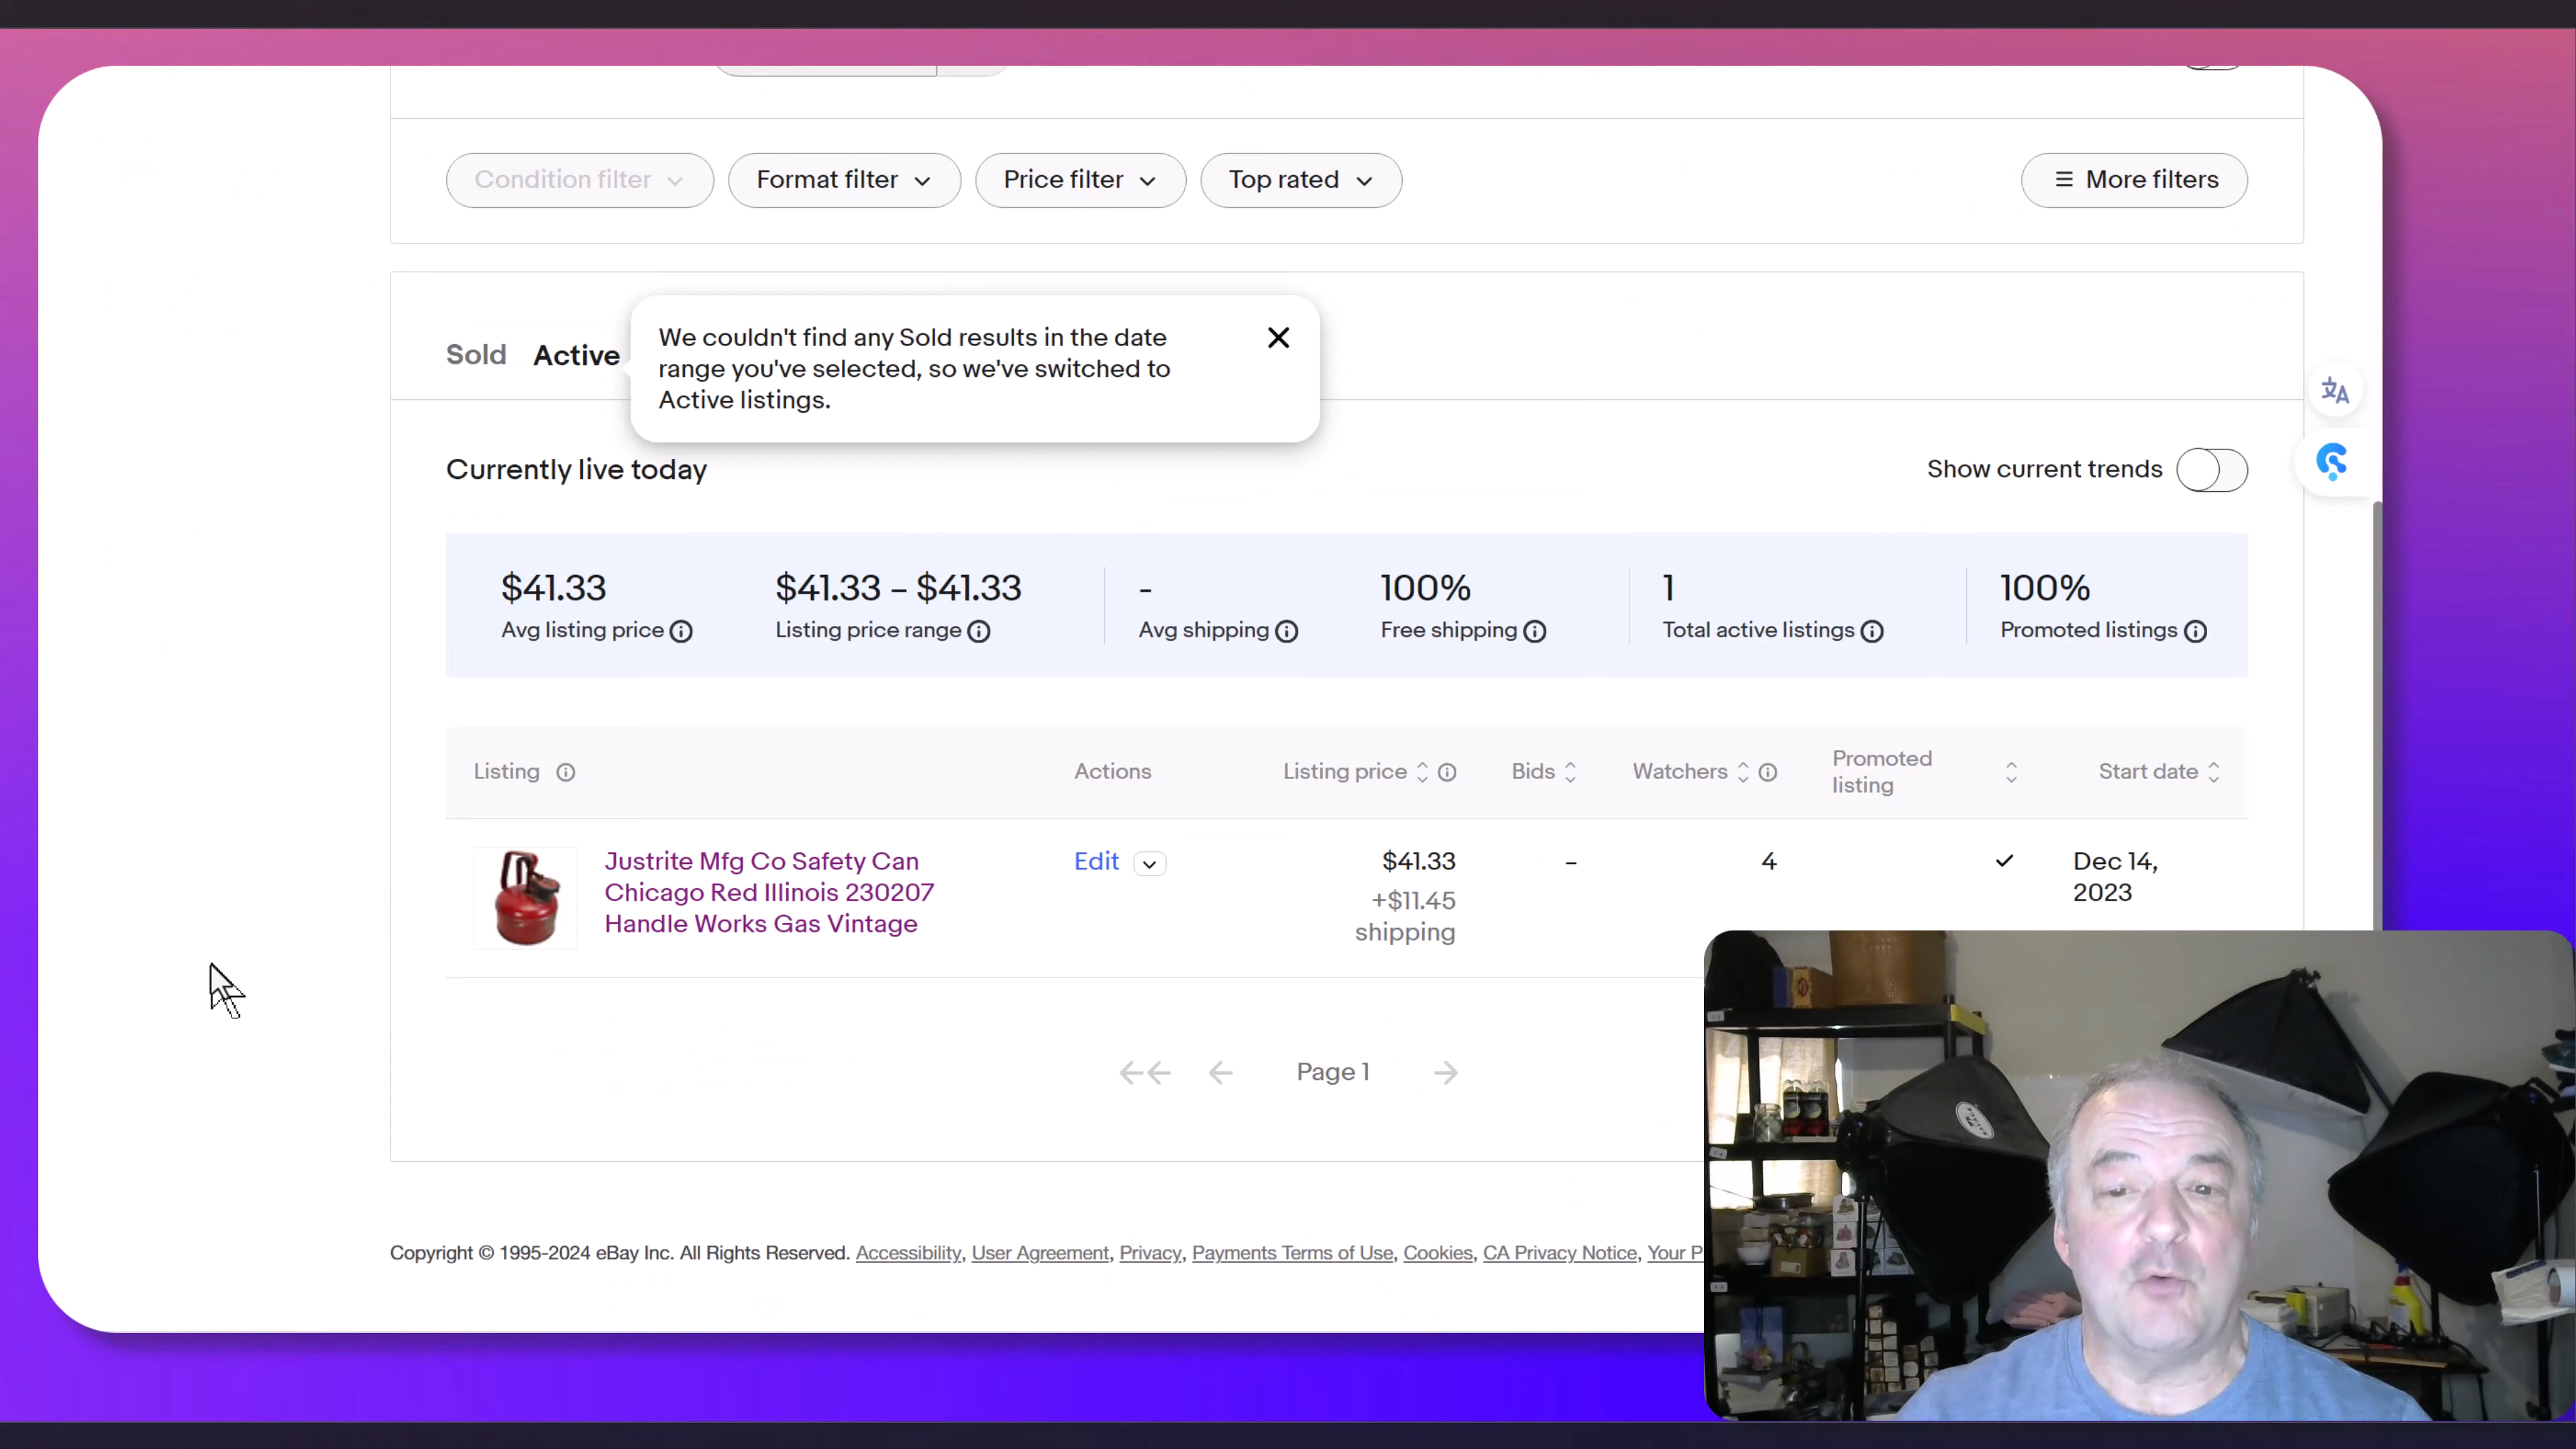 Condition filter
Format filter
Price filter
Top rated
More filters
Sold
Active
We couldn't find any Sold results in the date
range you've selected, so we've switched to
Active listings.
Currently live today
Show current trends
$41.33
Avg listing price
$41.33 – $41.33
Listing price range
-
Avg shipping
100%
Free shipping
1
Total active listings
100%
Promoted listings
Listing
Actions
Listing price
Bids
Watchers
Promoted
listing
Start date
Justrite Mfg Co Safety Can
Chicago Red Illinois 230207
Handle Works Gas Vintage
Edit
$41.33
+$11.45
shipping
–
4
Dec 14,
2023
Page 1
Copyright © 1995-2024 eBay Inc. All Rights Reserved. Accessibility, User Agreement, Privacy, Payments Terms of Use, Cookies, CA Privacy Notice, Your P